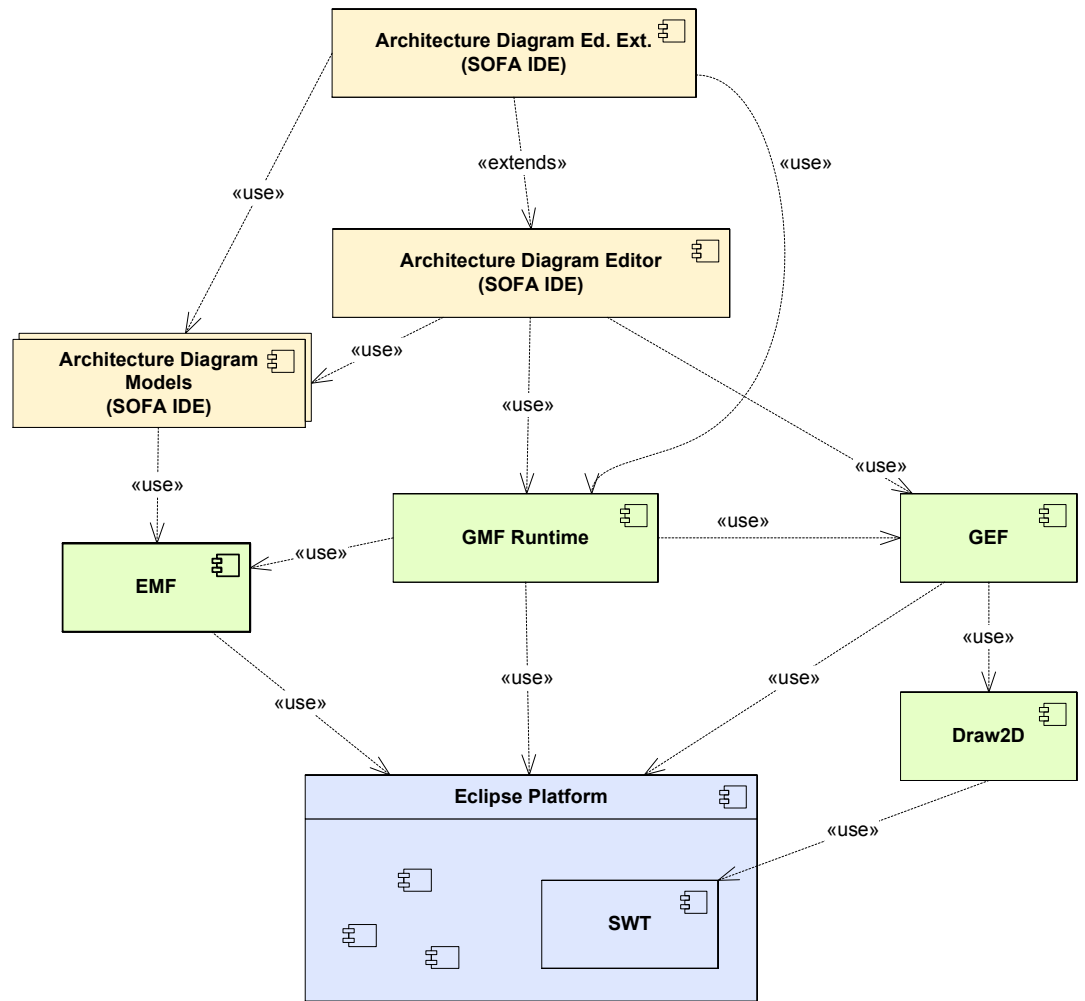 Architecture Diagram Ed. Ext.
(SOFA IDE)
«extends»
«use»
«use»
Architecture Diagram Editor
(SOFA IDE)
«use»
Architecture Diagram
Models
(SOFA IDE)
«use»
«use»
«use»
GMF Runtime
«use»
GEF
«use»
EMF
«use»
«use»
«use»
«use»
Draw2D
Eclipse Platform
«use»
SWT